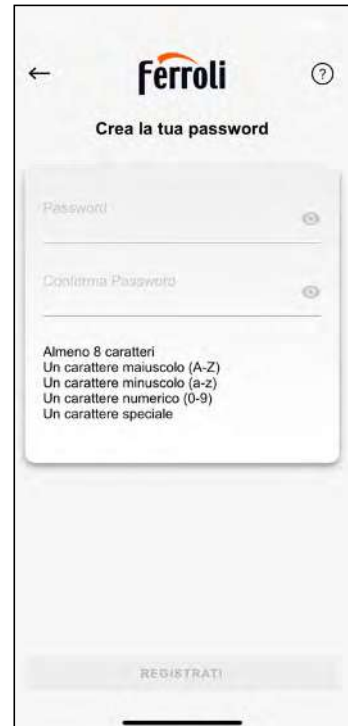 Ferroli
?
Crea la tua password
Password
Conferma Password
Almeno 8 caratteri
Un carattere maiuscolo (A-Z)
Un carattere minuscolo (a-z)
Un carattere numerico (0-9)
Un carattere speciale
REGISTRATI